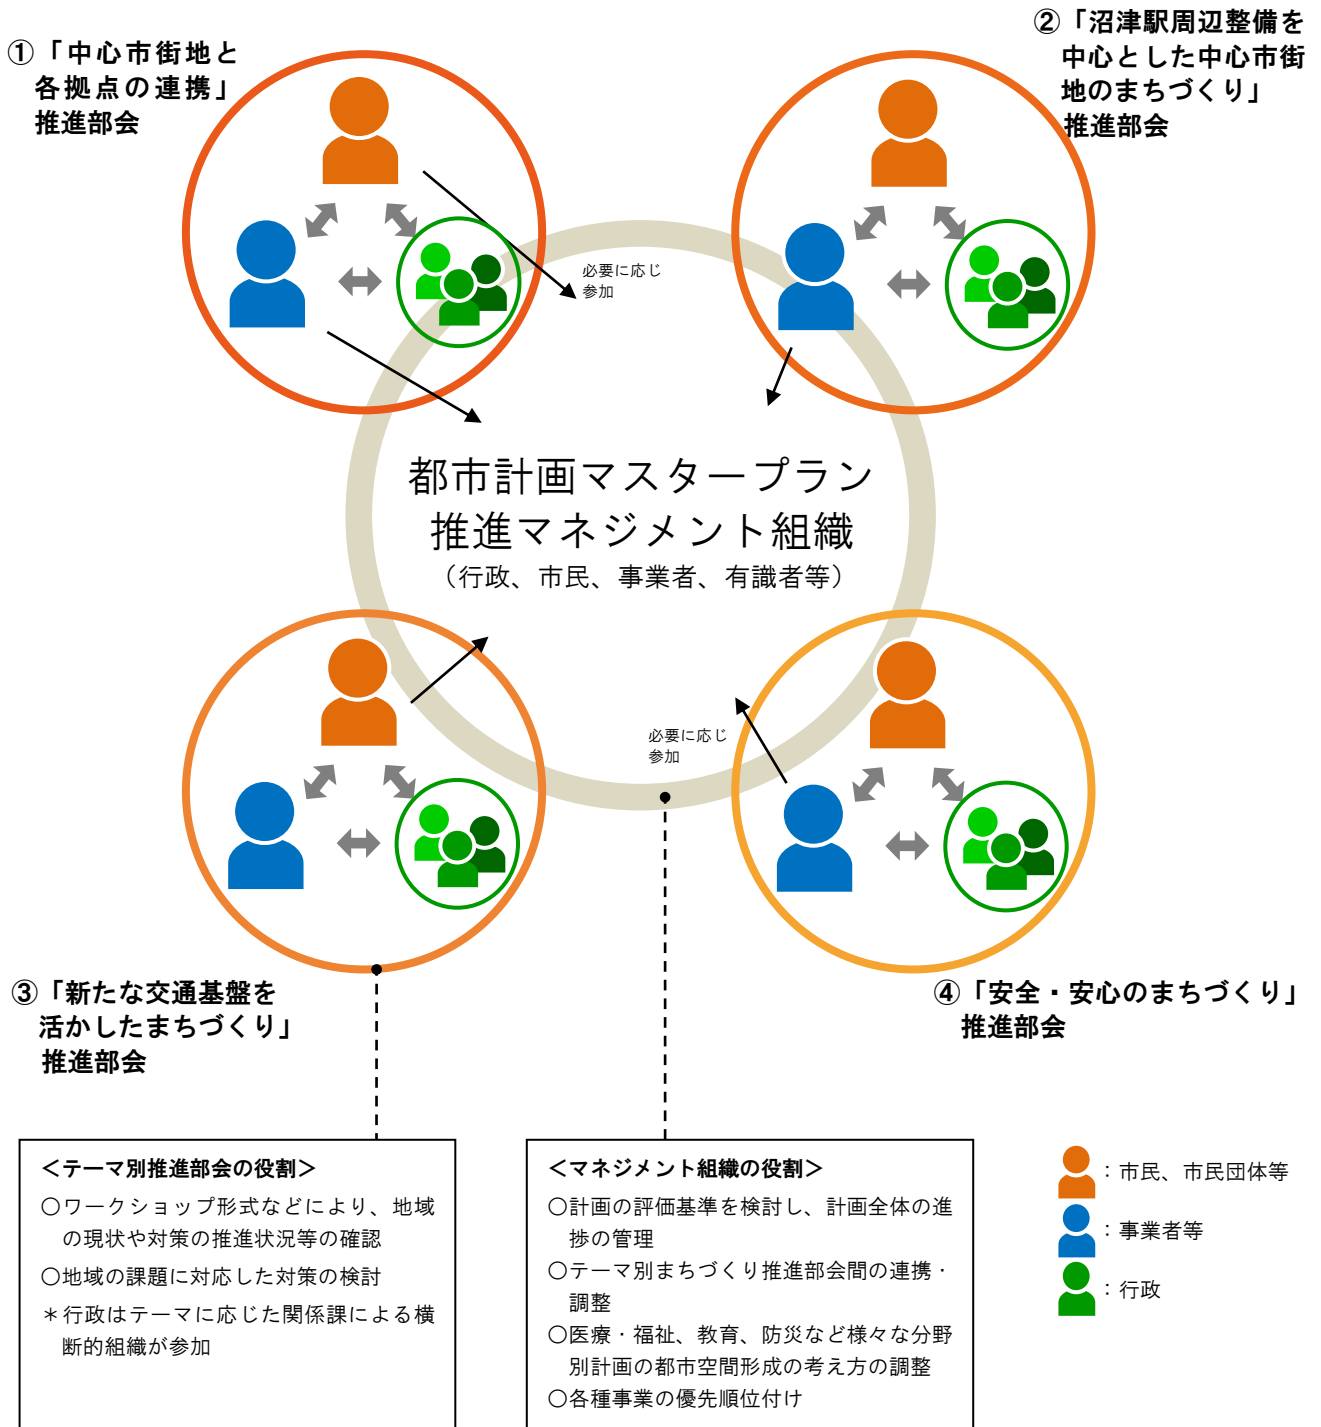 ①「中心市街地と
各拠点の連携」
推進部会
②「沼津駅周辺整備を
中心とした中心市街
地のまちづくり」
推進部会
必要に応じ
参加
都市計画マスタープラン
推進マネジメント組織
（行政、市民、事業者、有識者等）
必要に応じ
参加
③「新たな交通基盤を
活かしたまちづくり」
推進部会
④「安全・安心のまちづくり」
推進部会
＜テーマ別推進部会の役割＞
○ワークショップ形式などにより、地域
の現状や対策の推進状況等の確認
○地域の課題に対応した対策の検討
＊行政はテーマに応じた関係課による横
断的組織が参加
＜マネジメント組織の役割＞
○計画の評価基準を検討し、計画全体の進
捗の管理
○テーマ別まちづくり推進部会間の連携・
調整
○医療・福祉、教育、防災など様々な分野
別計画の都市空間形成の考え方の調整
○各種事業の優先順位付け
：市民、市民団体等
：事業者等
：行政